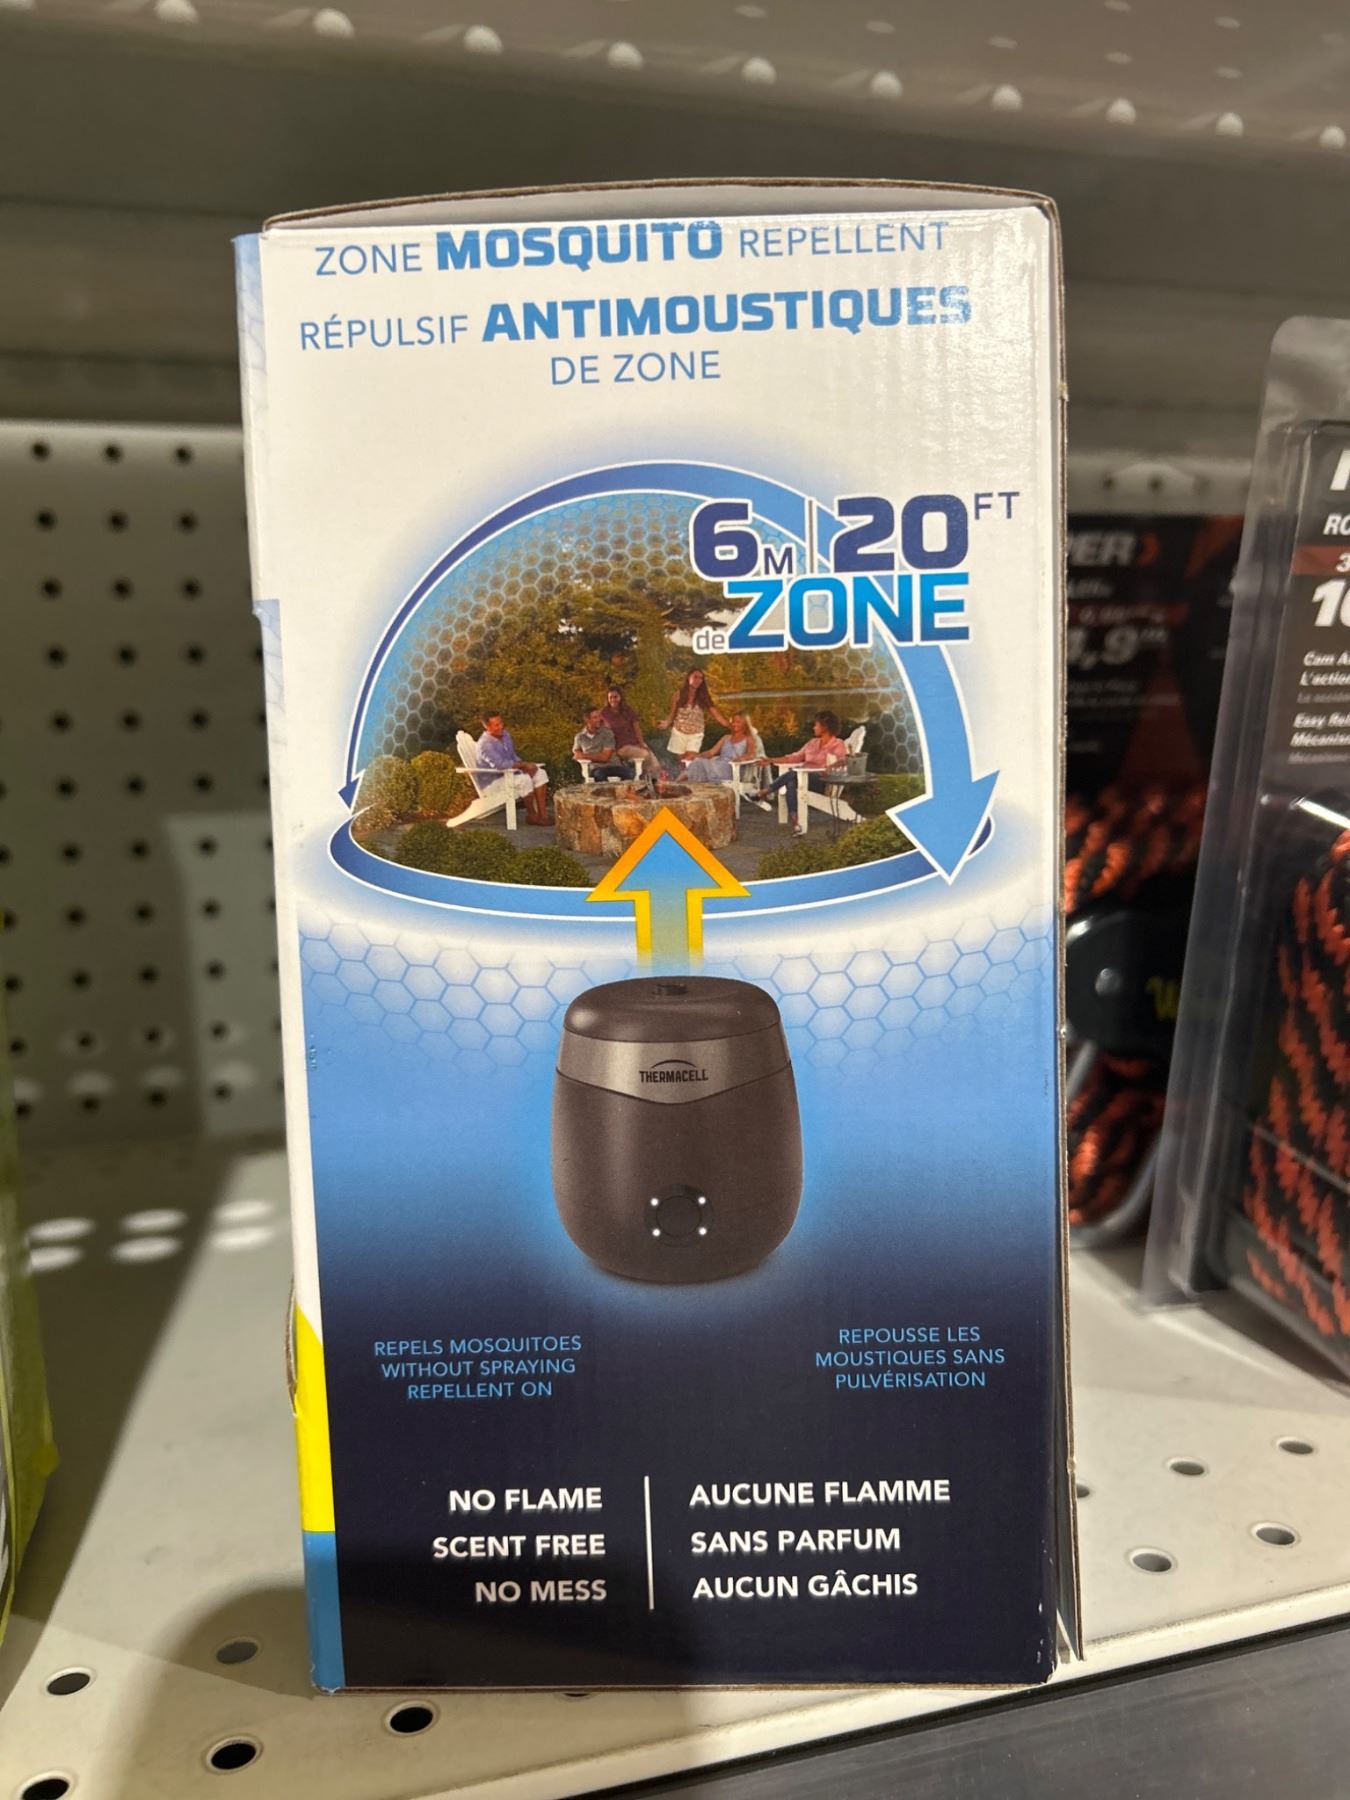 ZONE MOSQUITO REPELLENT
RÉPULSIF ANTIMOUSTIQUES
DE ZONE
6M | 20FT
de ZONE
THERMACELL
REPELS MOSQUITOES
WITHOUT SPRAYING
REPELLENT ON
REPOUSSE LES
MOUSTIQUES SANS
PULVÉRISATION
NO FLAME
SCENT FREE
NO MESS
AUCUNE FLAMME
SANS PARFUM
AUCUN GÂCHIS